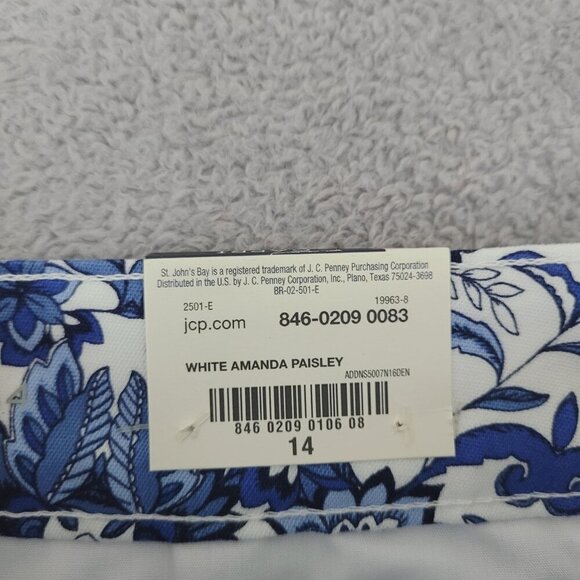 St. John's Bay is a registered trademark of J. C. Penney Purchasing Corporation
Distributed in the U.S. by J. C. Penney Corporation, Inc., Plano, Texas 75024-3698
BR-02-501-E
2501-E 19963-8
jcp.com 846-0209 0083
WHITE AMANDA PAISLEY
ADDNS5007N16DEN
846 0209 0106 08
14